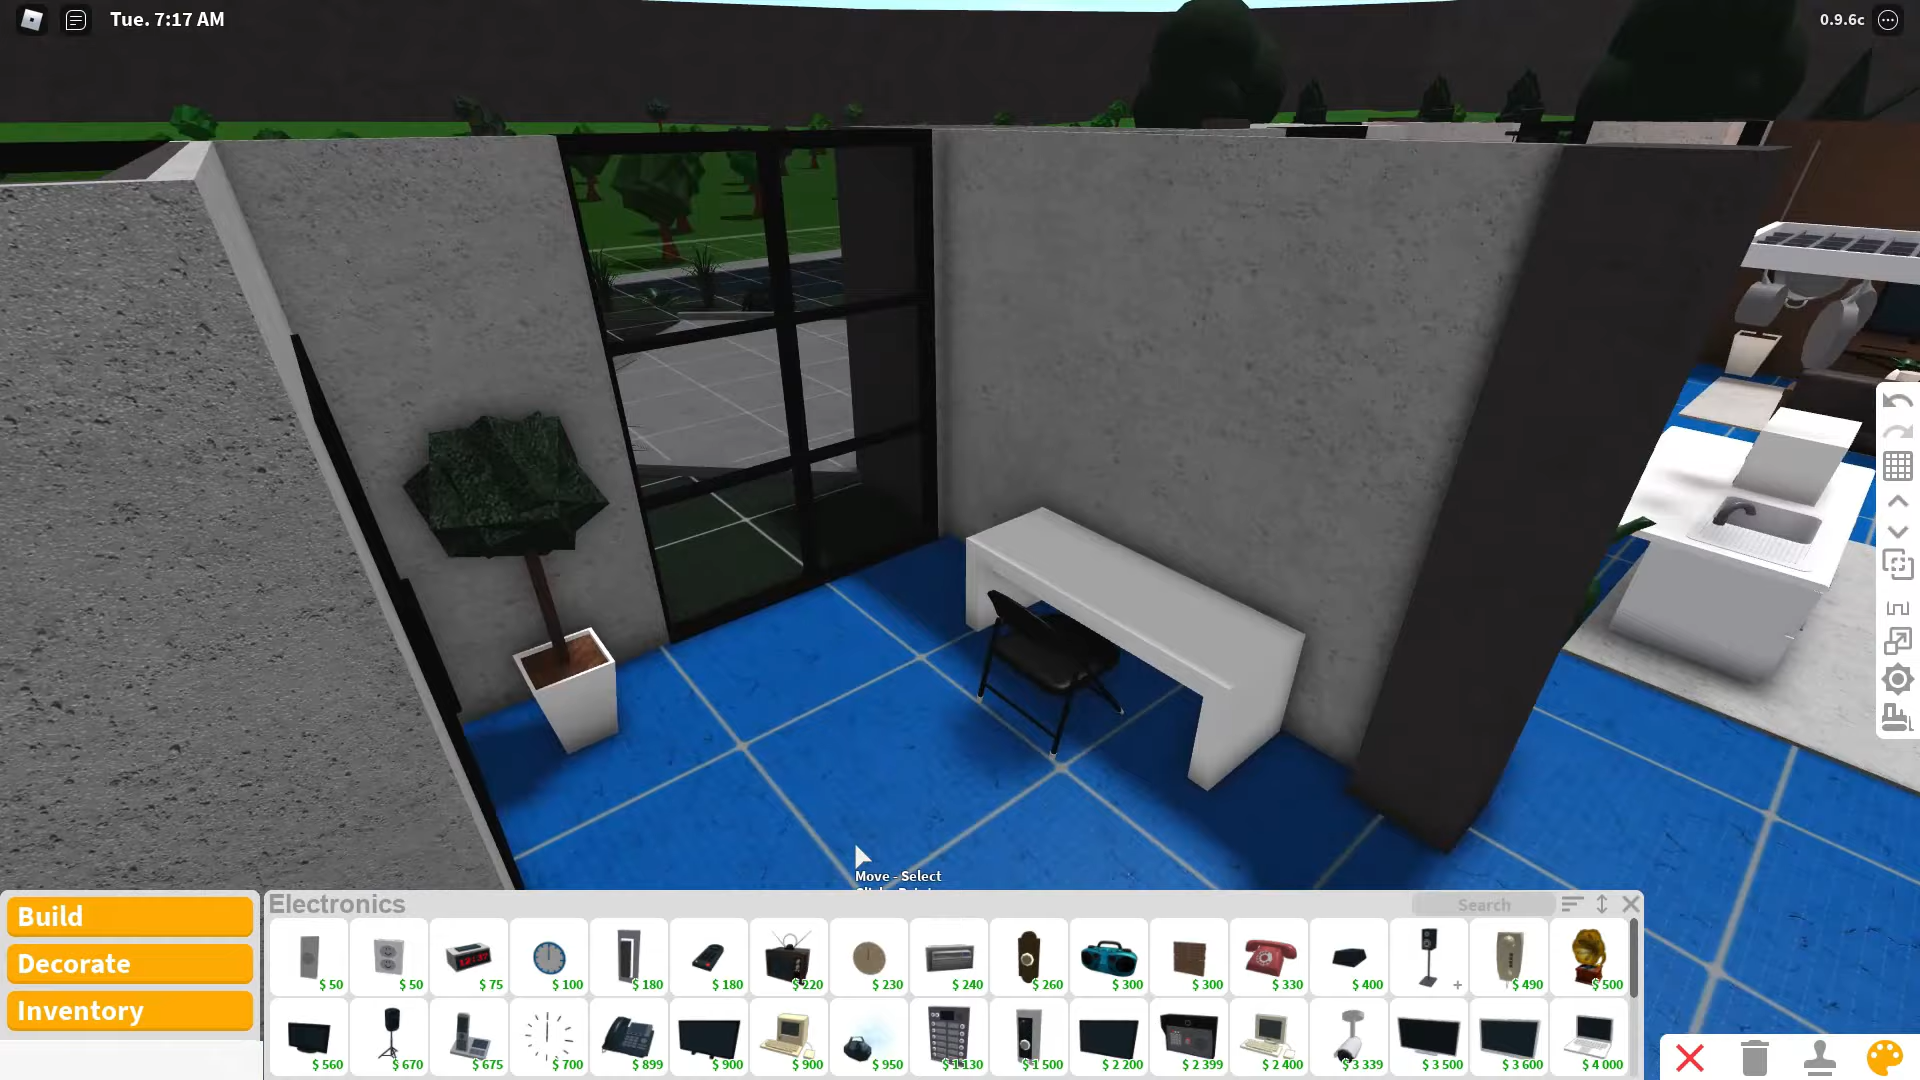 Tue. 7:17 AM
0.9.6c
Move - Select
Build
Decorate
Inventory
Electronics
Search
$ 50
$ 50
$ 75
$ 100
$ 180
$ 180
$ 220
$ 230
$ 240
$ 260
$ 300
$ 300
$ 330
$ 400
+
$ 490
$ 500
$ 560
$ 670
$ 675
$ 700
$ 899
$ 900
$ 900
$ 950
$ 1 130
$ 1 500
$ 2 200
$ 2 399
$ 2 400
$ 3 339
$ 3 500
$ 3 600
$ 4 000
12:37